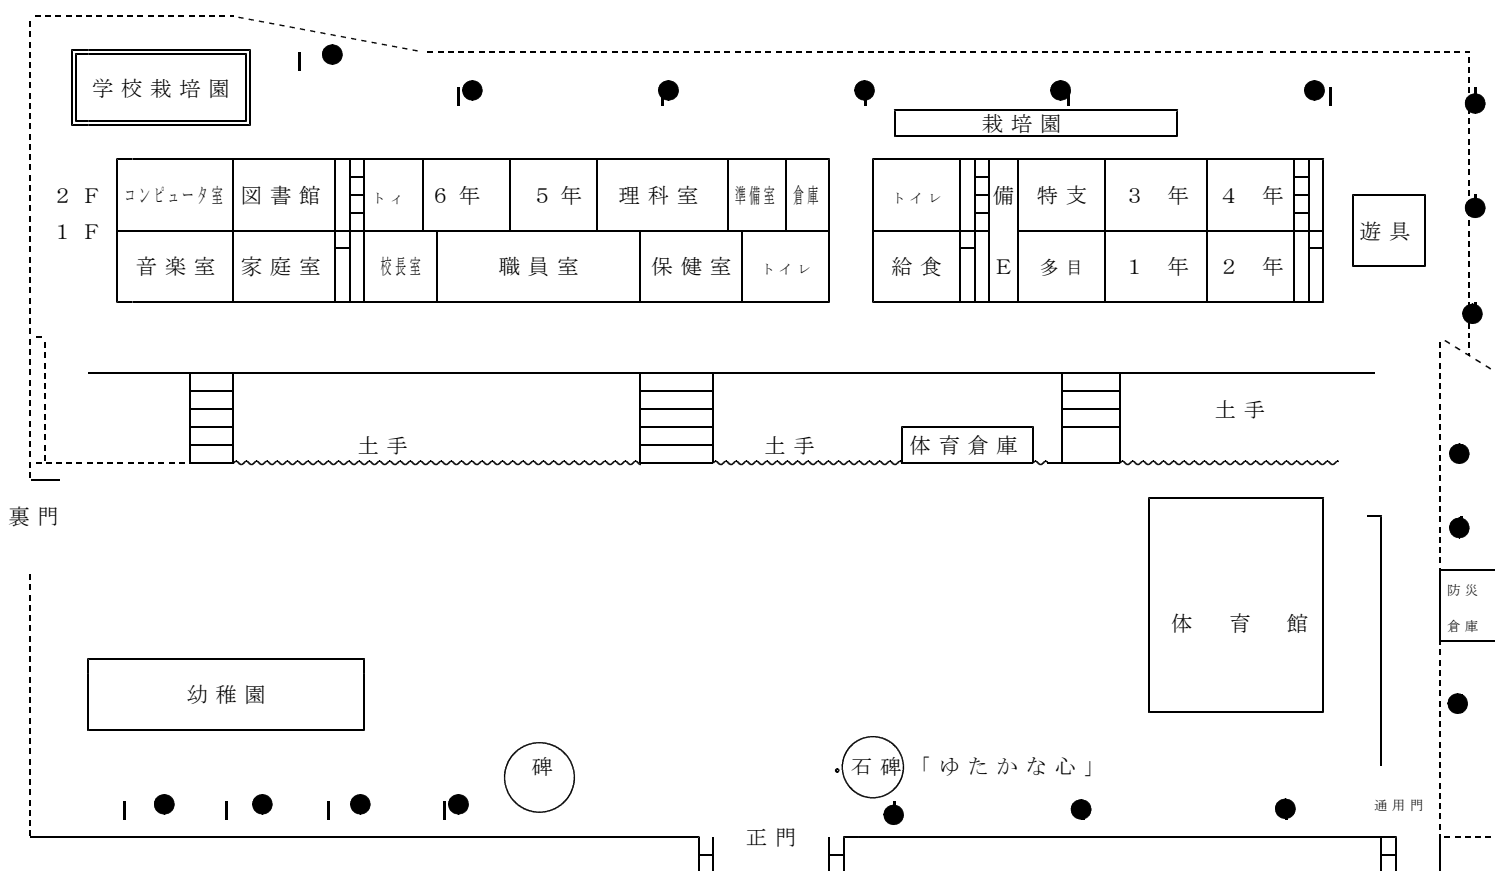 学校栽培園
栽培園
2F コンピュータ室 図書館 トイ 6年 5年 理科室 準備室 倉庫 トイレ 備 特支 3年 4年
1F 音楽室 家庭室 校長室 職員室 保健室 トイレ 給食 E 多目 1年 2年
遊具
土手
土手 土手 体育倉庫
裏門
防災
倉庫
体育館
幼稚園
碑 石碑「ゆたかな心」
通用門
正門